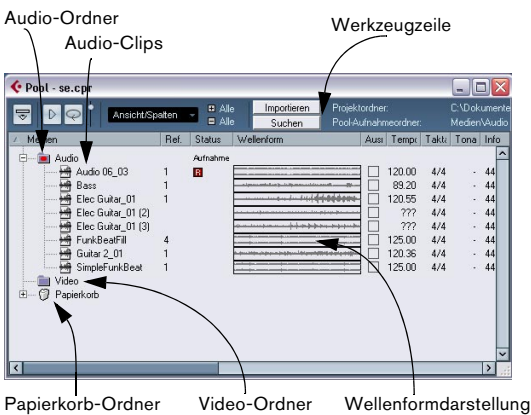 Audio-Ordner
Audio-Clips
Werkzeugzeile
Pool - se.cpr
Ansicht/Spalten
Alle
Alle
Importieren
Suchen
Projektordner:
Pool-Aufnahmeordner:
C:\Dokumente
Medien\Audio
Medien Ref. Status Wellenform Aus Tempo Takta Tona Info
Audio Aufnahme
Audio 06_03 1 R 120.00 4/4 - 44
Bass 1 89.20 4/4 - 44
Elec Guitar_01 1 120.55 4/4 - 44
Elec Guitar_01 (2) ??? 4/4 - 44
Elec Guitar_01 (3) ??? 4/4 - 44
FunkBeatFill 4 125.00 4/4 - 44
Guitar 2_01 1 120.36 4/4 - 44
SimpleFunkBeat 1 125.00 4/4 - 44
Video
Papierkorb
Papierkorb-Ordner
Video-Ordner
Wellenformdarstellung